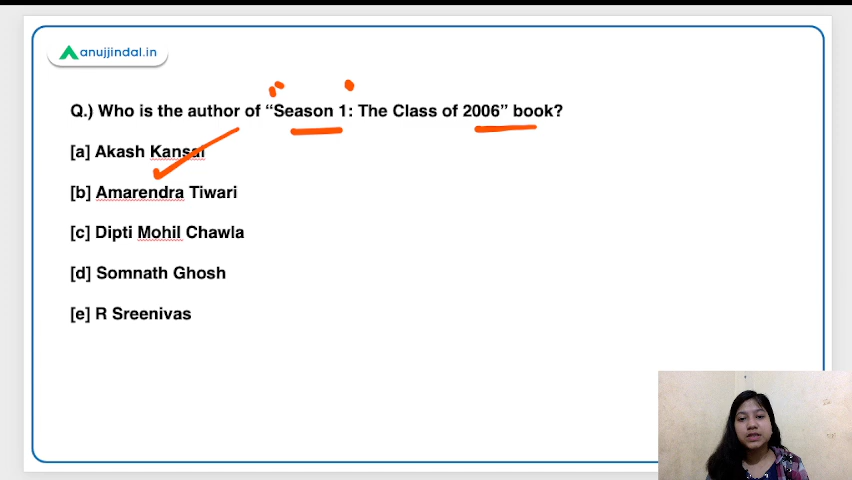 anujjindal.in
Q.) Who is the author of “Season 1: The Class of 2006” book?
[a] Akash Kansal
[b] Amarendra Tiwari
[c] Dipti Mohil Chawla
[d] Somnath Ghosh
[e] R Sreenivas